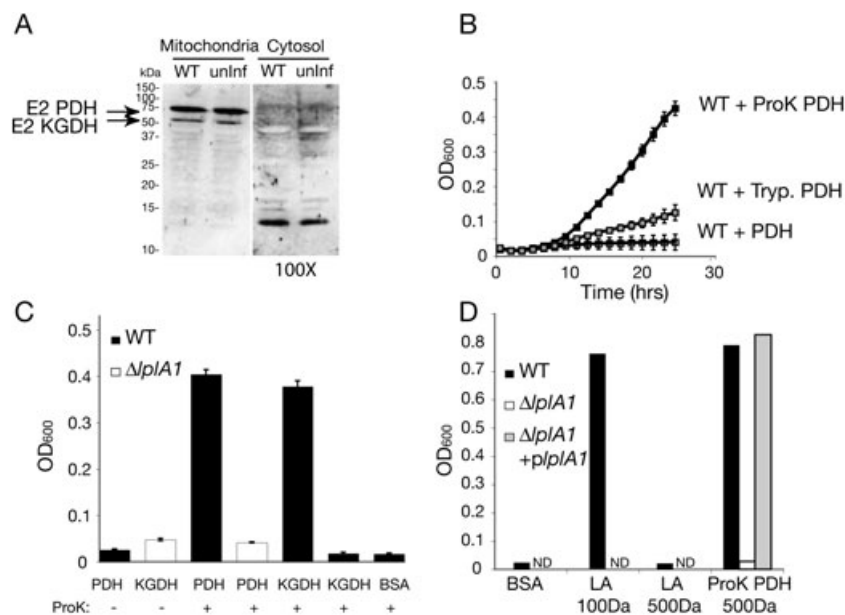 A
Mitochondria Cytosol
kDa WT unInf WT unInf
150-
100-
E2 PDH 75-
E2 KGDH 50-
37-
25-
20-
15-
10-
100X
B
0.5
0.4
0.3
0.2
0.1
0
OD600
0 10 20 30
Time (hrs)
WT + ProK PDH
WT + Tryp. PDH
WT + PDH
C
WT
ΔlplA1
0.5
0.4
0.3
0.2
0.1
0
OD600
PDH KGDH PDH PDH KGDH KGDH BSA
ProK: - - + + + + +
D
WT
ΔlplA1
ΔlplA1
+plplA1
0.8
0.7
0.6
0.5
0.4
0.3
0.2
0.1
0
OD600
ND ND ND
BSA LA LA ProK PDH
100Da 500Da 500Da